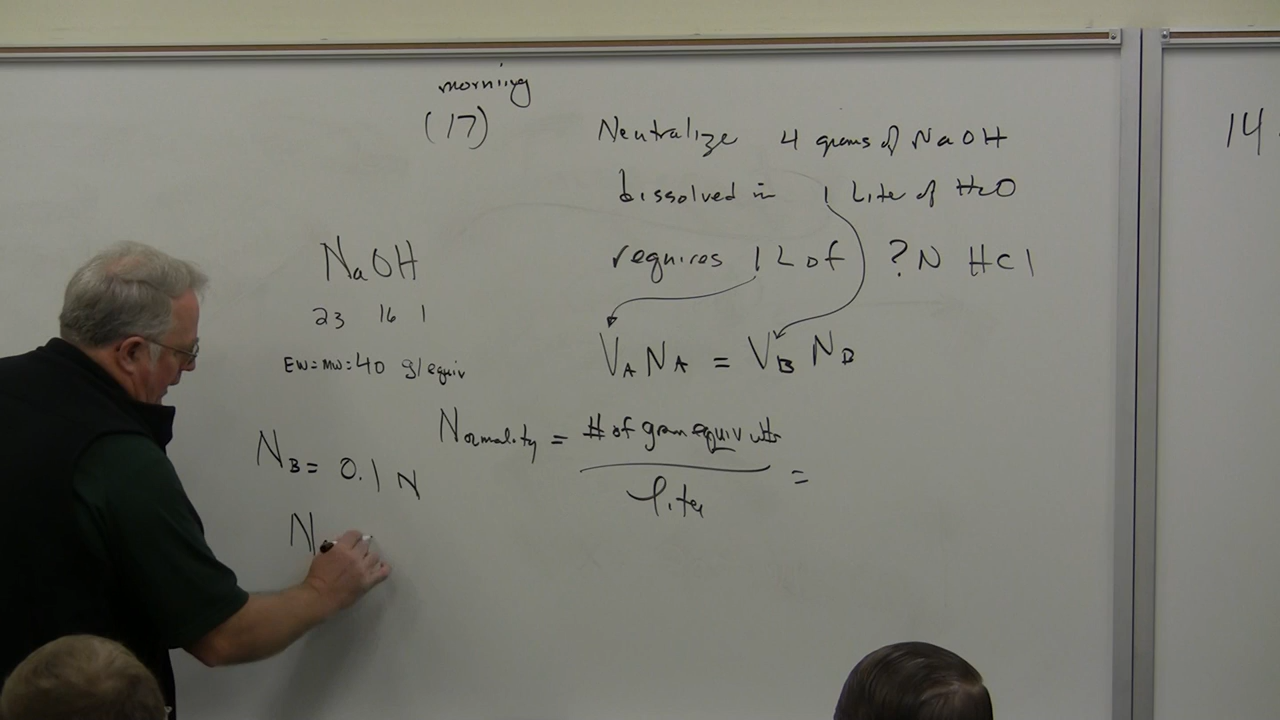 morning
(17)
Neutralize 4 grams of NaOH
dissolved in 1 Lite of H2O
requires 1 L of ? N HCl
NaOH
23 16 1
EW=MW=40 g/equiv
VA NA = VB NB
Normality = # of gram equiv wts
liter
=
NB = 0.1 N
N
14.